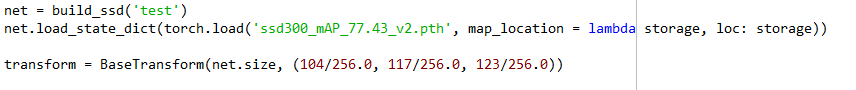 net = build_ssd('test')
net.load_state_dict(torch.load('ssd300_mAP_77.43_v2.pth', map_location = lambda storage, loc: storage))
transform = BaseTransform(net.size, (104/256.0, 117/256.0, 123/256.0))